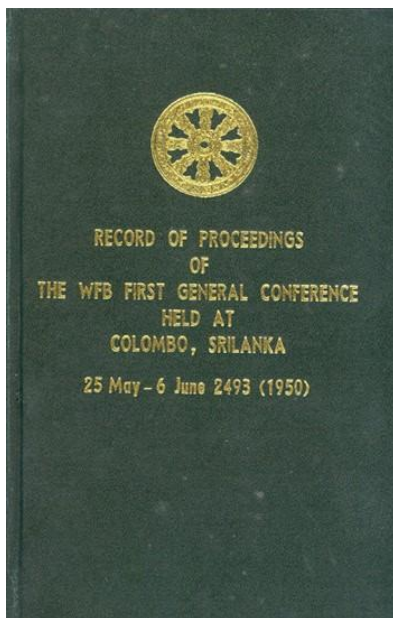 RECORD OF PROCEEDINGS
OF
THE WFB FIRST GENERAL CONFERENCE
HELD AT
COLOMBO, SRILANKA
25 May – 6 June 2493 (1950)